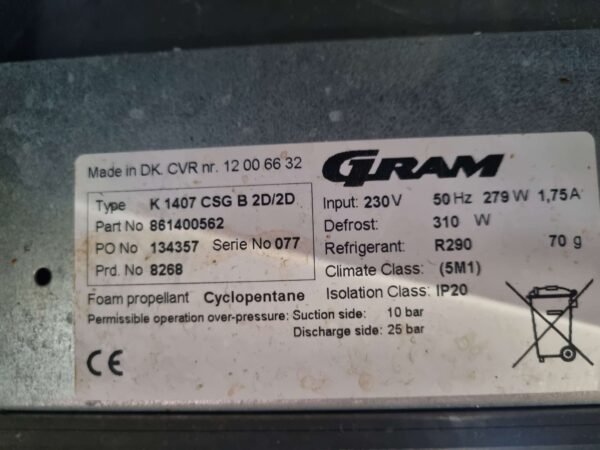 Made in DK. CVR nr. 12 00 66 32
GRAM
Type K 1407 CSG B 2D/2D
Part No 861400562
PO No 134357 Serie No 077
Prd. No 8268
Input: 230 V 50 Hz 279 W 1,75A
Defrost: 310 W
Refrigerant: R290 70 g
Climate Class: (5M1)
Isolation Class: IP20
Foam propellant Cyclopentane
Permissible operation over-pressure: Suction side: 10 bar
Discharge side: 25 bar
CE